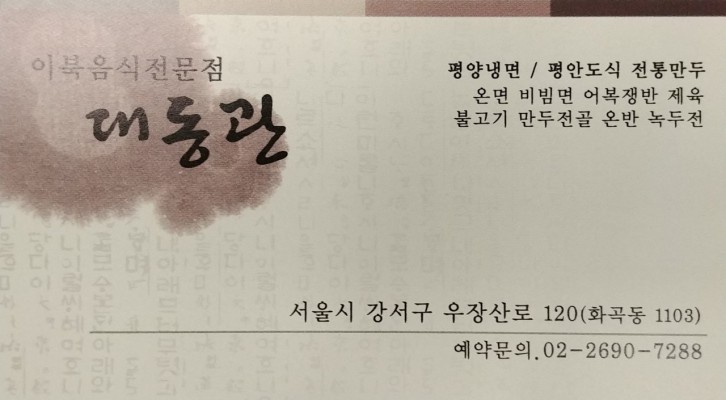 이북음식전문점
대동관
평양냉면 / 평안도식 전통만두
온면 비빔면 어복쟁반 제육
불고기 만두전골 온반 녹두전
서울시 강서구 우장산로 120(화곡동 1103)
예약문의.02-2690-7288